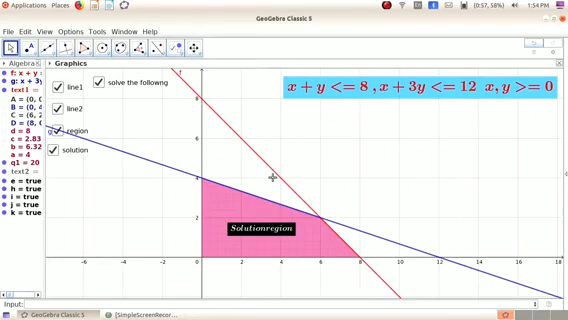 Applications Places En (0:57, 58%) 1:54 PM
GeoGebra Classic 5
File Edit View Options Tools Window Help
Algebra Graphics
f: x + y
g: x + 3y
text1
A = (0, 
B = (0, 4
C = (6, 2
D = (8, 0
d = 8
c = 2.83
b = 6.32
a = 4
q1 = 20
text2
e = true
h = true
i = true
j = true
k = true
line1
solve the followng
line2
region
solution
x + y <= 8 , x + 3y <= 12 x, y >= 0
f
g
8
6
4
2
0
Solutionregion
-6 -4 -2 0 2 4 6 8 10 12 14 16 18
Input:
GeoGebra Classic 5 [SimpleScreenRecor...